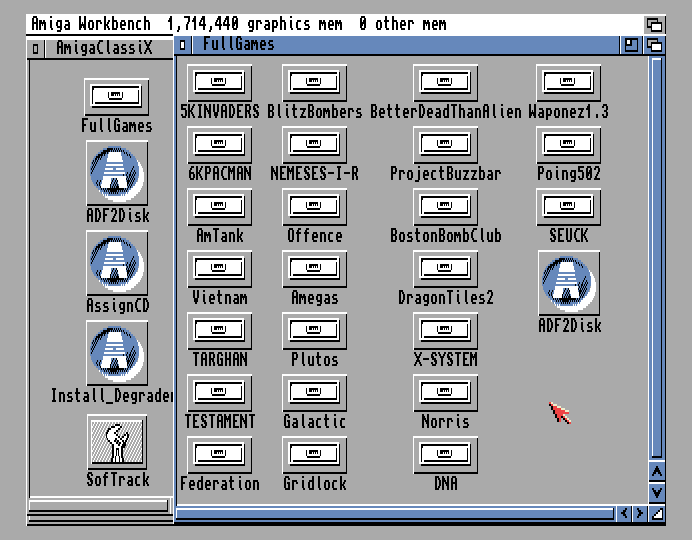 Amiga Workbench 1,714,440 graphics mem 0 other mem
AmigaClassiX
FullGames
FullGames
ADF2Disk
AssignCD
Install_Degrader
SofTrack
5KINVADERS BlitzBombers BetterDeadThanAlien Waponez1.3
6KPACMAN NEMESES-I-R ProjectBuzzbar Poing502
AmTank Offence BostonBombClub SEUCK
Vietnam Amegas DragonTiles2
ADF2Disk
TARGHAN Plutos X-SYSTEM
TESTAMENT Galactic Norris
Federation Gridlock DNA